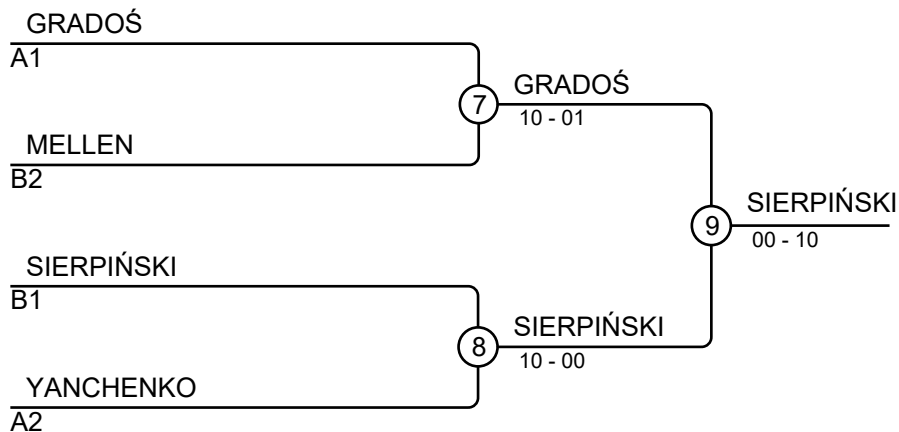 GRADOŚ
A1
7
GRADOŚ
10 - 01
MELLEN
B2
9
SIERPIŃSKI
00 - 10
SIERPIŃSKI
B1
8
SIERPIŃSKI
10 - 00
YANCHENKO
A2